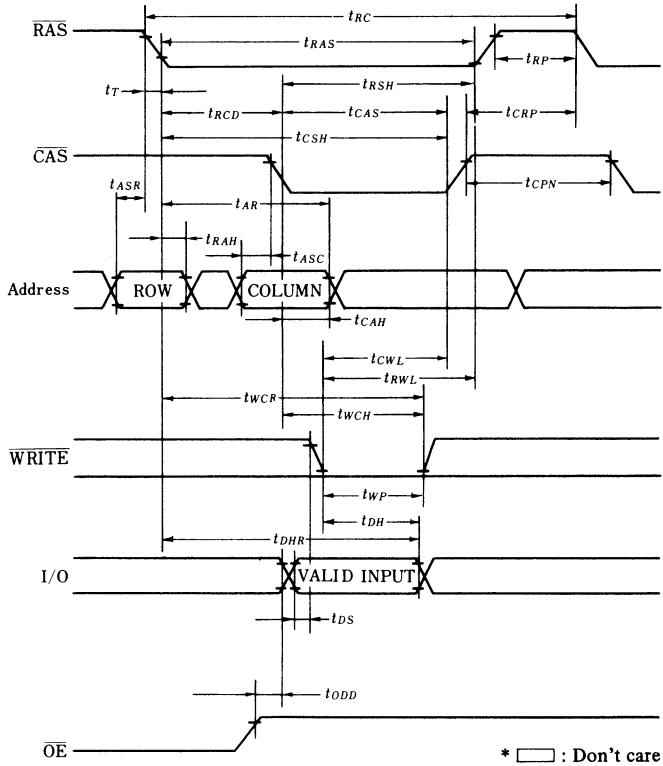 tRC
RAS
tRAS
tRP
tRSH
tT
tRCD
tCAS
tCRP
tCSH
CAS
tASR
tCPN
tAR
tRAH
tASC
Address
ROW
COLUMN
tCAH
tCWL
tRWL
tWCR
tWCH
WRITE
tWP
tDH
tDHR
I/O
VALID INPUT
tDS
tODD
OE
* : Don't care